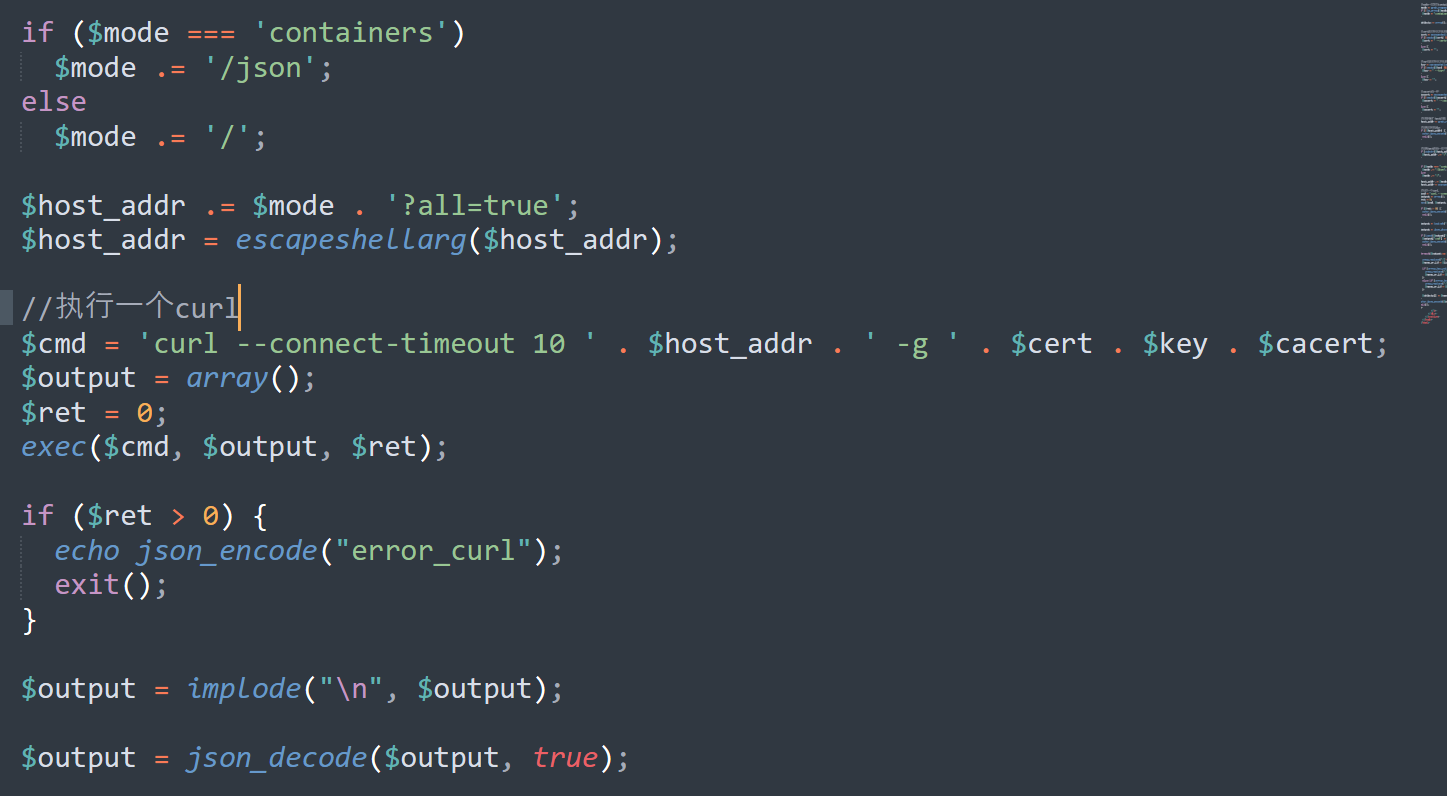 if ($mode === 'containers')
  $mode .= '/json';
else
  $mode .= '/';

$host_addr .= $mode . '?all=true';
$host_addr = escapeshellarg($host_addr);

//执行一个curl
$cmd = 'curl --connect-timeout 10 ' . $host_addr . ' -g ' . $cert . $key . $cacert;
$output = array();
$ret = 0;
exec($cmd, $output, $ret);

if ($ret > 0) {
  echo json_encode("error_curl");
  exit();
}

$output = implode("\n", $output);

$output = json_decode($output, true);